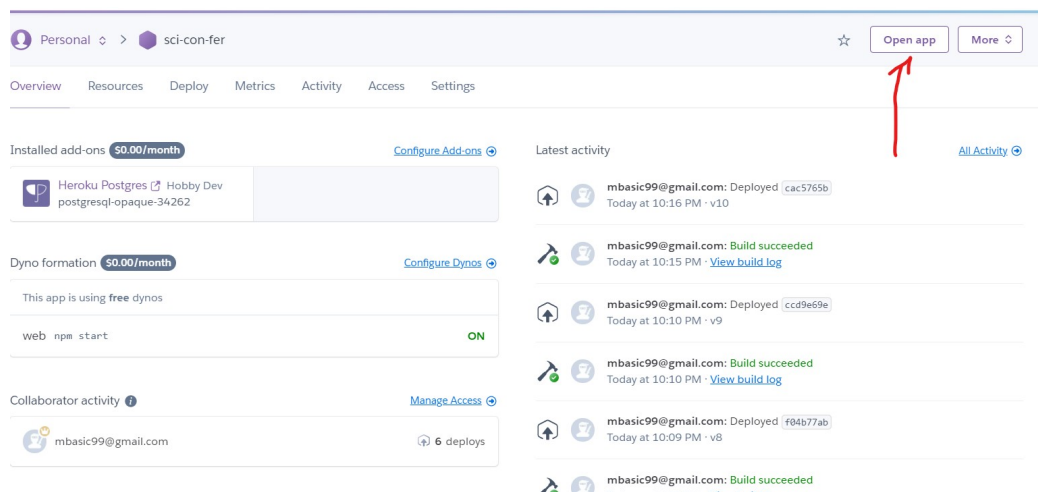 Personal > sci-con-fer
Open app
More
Overview Resources Deploy Metrics Activity Access Settings
Installed add-ons $0.00/month
Configure Add-ons
Heroku Postgres Hobby Dev
postgresql-opaque-34262
Dyno formation $0.00/month
Configure Dynos
This app is using free dynos
web npm start ON
Collaborator activity
Manage Access
mbasic99@gmail.com 6 deploys
Latest activity
All Activity
mbasic99@gmail.com: Deployed cac5765b
Today at 10:16 PM · v10
mbasic99@gmail.com: Build succeeded
Today at 10:15 PM · View build log
mbasic99@gmail.com: Deployed ccd9e69e
Today at 10:10 PM · v9
mbasic99@gmail.com: Build succeeded
Today at 10:10 PM · View build log
mbasic99@gmail.com: Deployed f04b77ab
Today at 10:09 PM · v8
mbasic99@gmail.com: Build succeeded